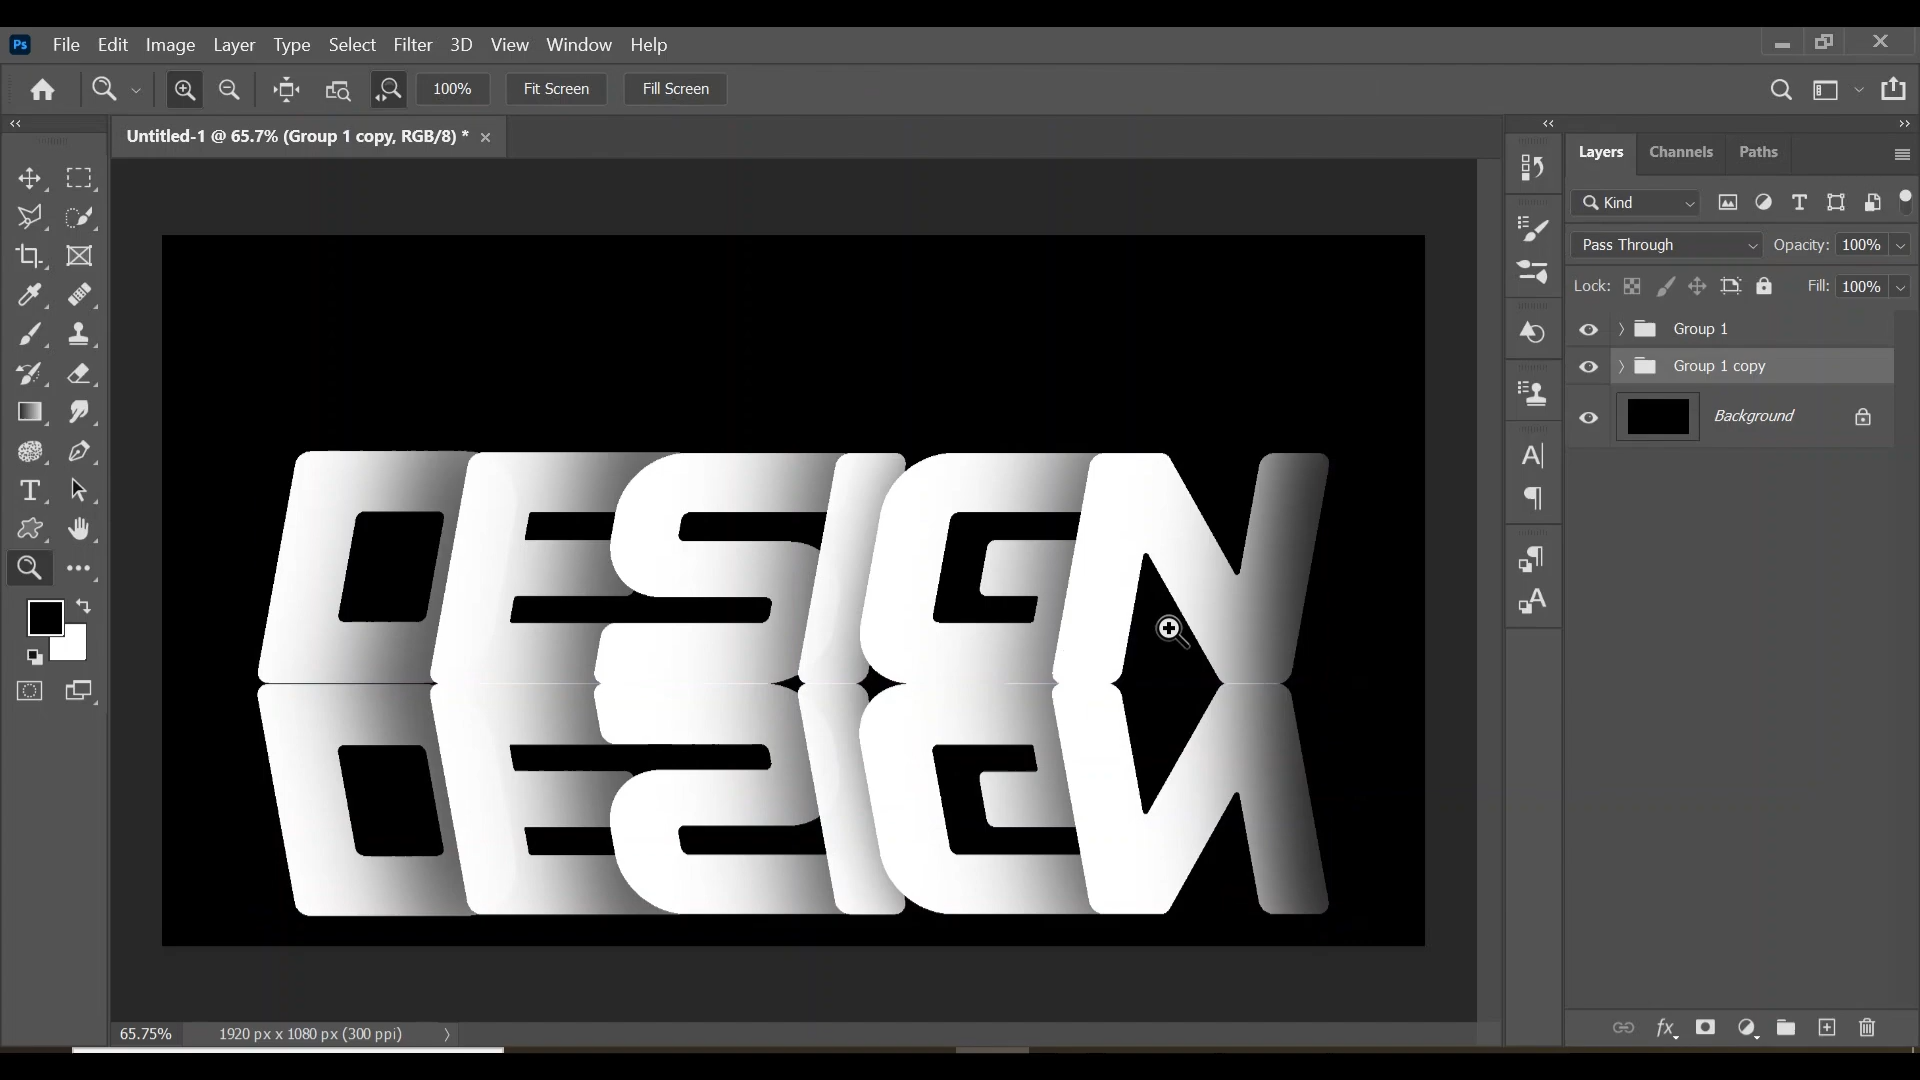 Ps File Edit Image Layer Type Select Filter 3D View Window Help
100% Fit Screen Fill Screen
Untitled-1 @ 65.7% (Group 1 copy, RGB/8) *
Layers Channels Paths
Kind
Pass Through Opacity: 100%
Lock: Fill: 100%
Group 1
Group 1 copy
Background
DESIGN
DESIGN
65.75% 1920 px x 1080 px (300 ppi)